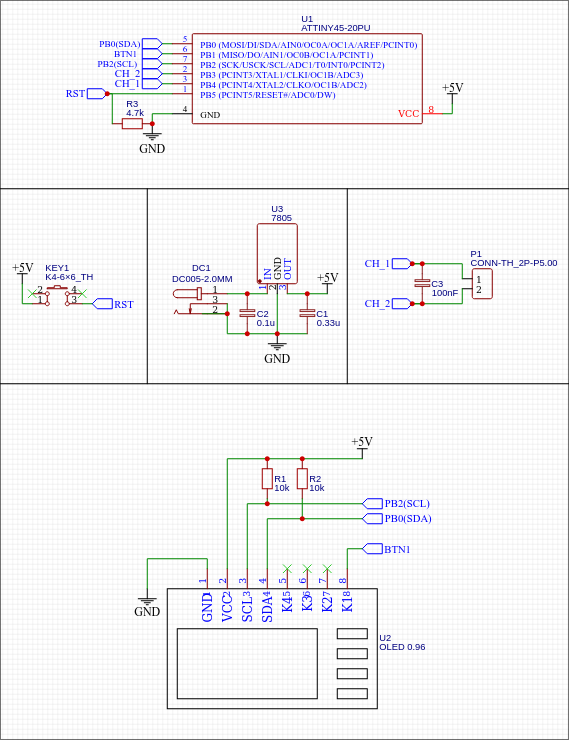 U1
ATTINY45-20PU
PB0(SDA) 5 PB0 (MOSI/DI/SDA/AIN0/OC0A/OC1A/AREF/PCINT0)
BTN1 6 PB1 (MISO/DO/AIN1/OC0B/OC1A/PCINT1)
PB2(SCL) 7 PB2 (SCK/USCK/SCL/ADC1/T0/INT0/PCINT2)
CH_2 2 PB3 (PCINT3/XTAL1/CLKI/OC1B/ADC3)
CH_1 3 PB4 (PCINT4/XTAL2/CLKO/OC1B/ADC2)
RST 1 PB5 (PCINT5/RESET#/ADC0/DW)
+5V
R3
4.7k
4 GND
VCC 8
GND
U3
7805
IN
GND
OUT
1
2
3
+5V
KEY1
K4-6×6_TH
2 4
1 3
RST
DC1
DC005-2.0MM
1
3
2
+5V
C2
0.1u
C1
0.33u
GND
P1
CONN-TH_2P-P5.00
CH_1
C3
100nF
1
2
CH_2
+5V
R1
10k
R2
10k
PB2(SCL)
PB0(SDA)
BTN1
GND
1 2 3 4 5 6 7 8
GND
VCC 2
SCL 3
SDA 4
K4 5
K3 6
K2 7
K1 8
U2
OLED 0.96